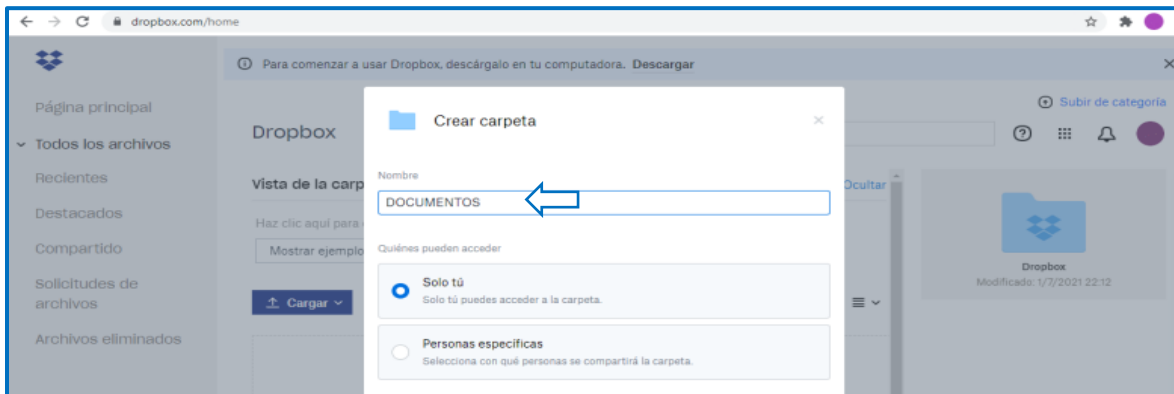 dropbox.com/home
Para comenzar a usar Dropbox, descárgalo en tu computadora. Descargar
Página principal
Todos los archivos
Recientes
Destacados
Compartido
Solicitudes de
archivos
Archivos eliminados
Dropbox
Vista de la carp
Haz clic aquí para
Mostrar ejemplo
Cargar
Crear carpeta
Nombre
DOCUMENTOS
Quiénes pueden acceder
Solo tú
Solo tú puedes acceder a la carpeta.
Personas específicas
Selecciona con qué personas se compartirá la carpeta.
Subir de categoría
Ocultar
Dropbox
Modificado: 1/7/2021 22:12